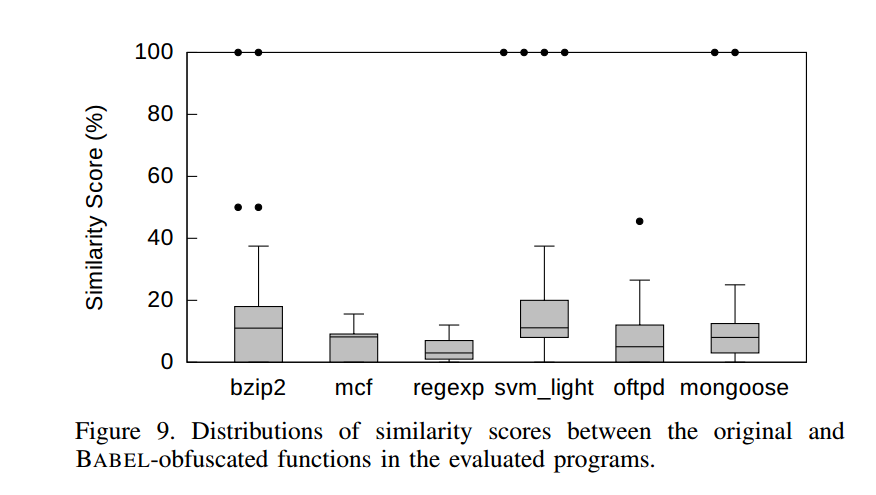 100
80
60
40
20
0
Similarity Score (%)
bzip2 mcf regexp svm_light oftpd mongoose
Figure 9. Distributions of similarity scores between the original and
BABEL-obfuscated functions in the evaluated programs.